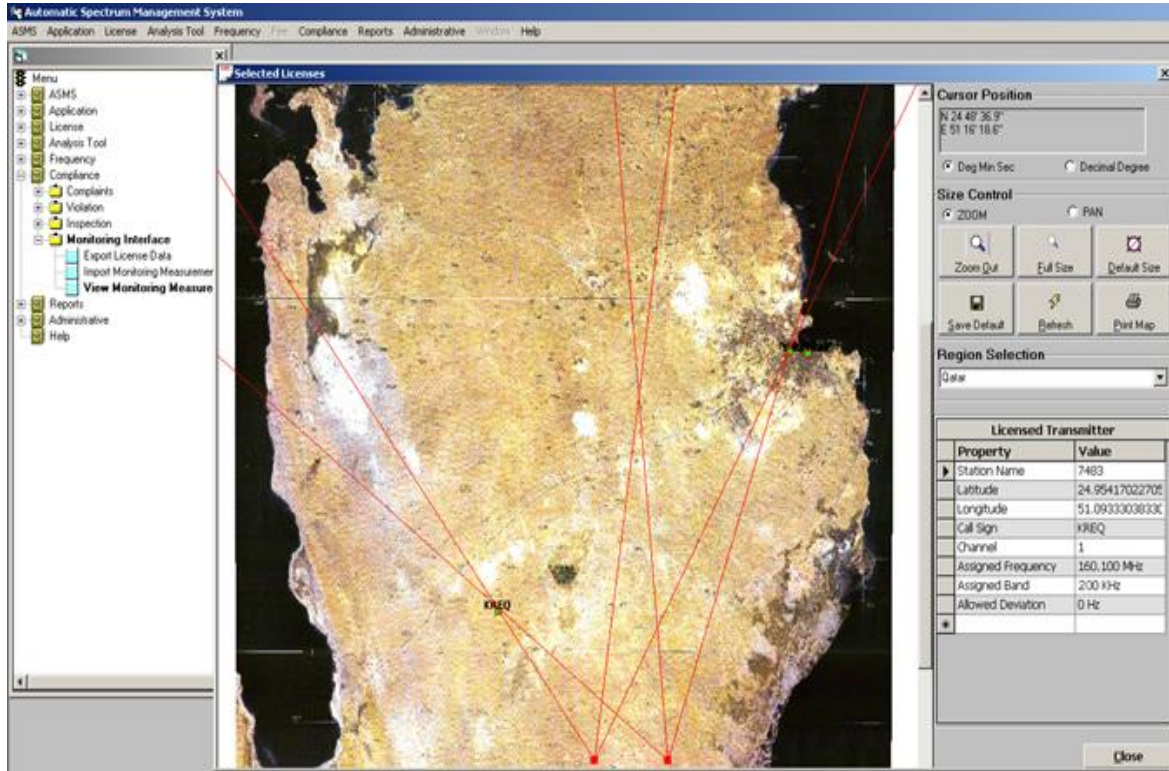 Automatic Spectrum Management System
ASMS Application License Analysis Tool Frequency Fee Compliance Reports Administrative Window Help
Menu
ASMS
Application
License
Analysis Tool
Frequency
Compliance
Complaints
Violation
Inspection
Monitoring Interface
Export License Data
Import Monitoring Measuremer
View Monitoring Measure
Reports
Administrative
Help
Selected Licenses
KREQ
Cursor Position
N 24 48' 36.9"
E 51 16' 18.6"
Deg Min Sec Decimal Degree
Size Control
ZOOM PAN
Zoom Out Full Size Default Size
Save Default Refresh Print Map
Region Selection
Qatar
Licensed Transmitter
Property Value
Station Name 7483
Latitude 24.9541702270
Longitude 51.0933303833
Call Sign KREQ
Channel 1
Assigned Frequency 160.100 MHz
Assigned Band 200 KHz
Allowed Deviation 0 Hz
Close